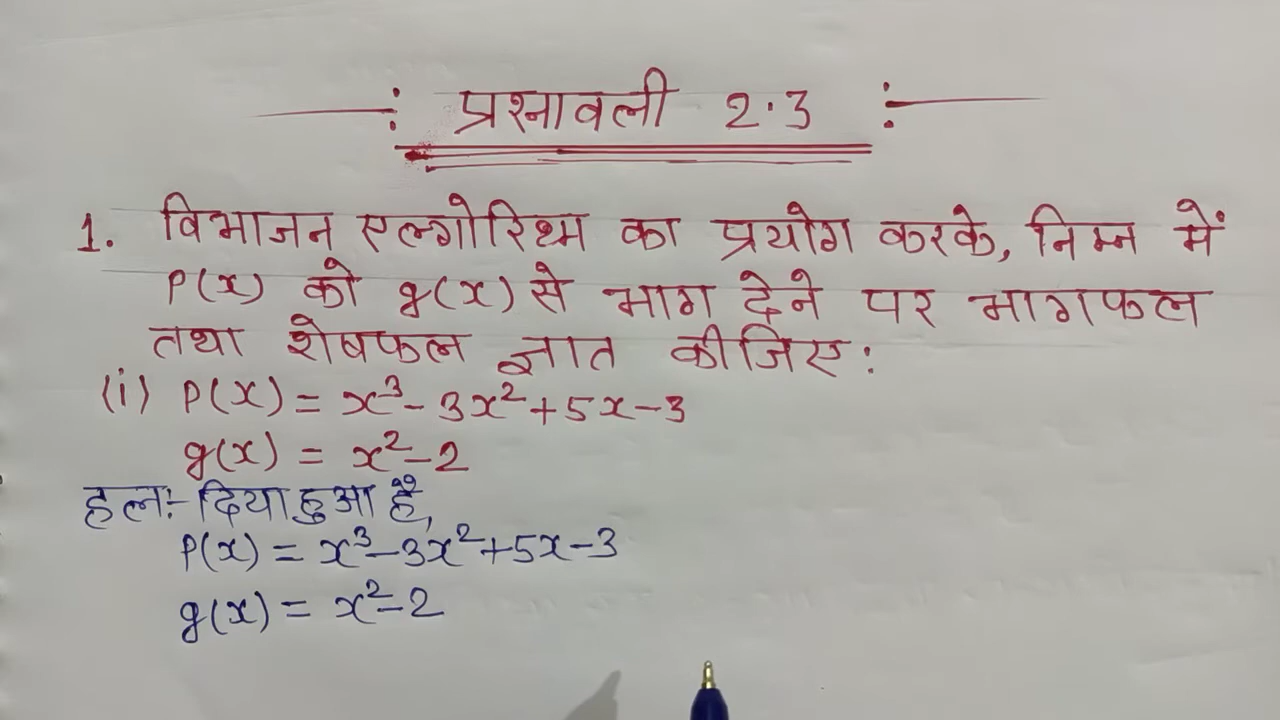 : प्रश्नावली 2.3 :
1. विभाजन एल्गोरिथ्म का प्रयोग करके, निम्न में
P(x) को g(x) से भाग देने पर भागफल
तथा शेषफल ज्ञात कीजिए:
(i) P(x) = x³ - 3x² + 5x - 3
g(x) = x² - 2
हलः- दिया हुआ है,
P(x) = x³ - 3x² + 5x - 3
g(x) = x² - 2